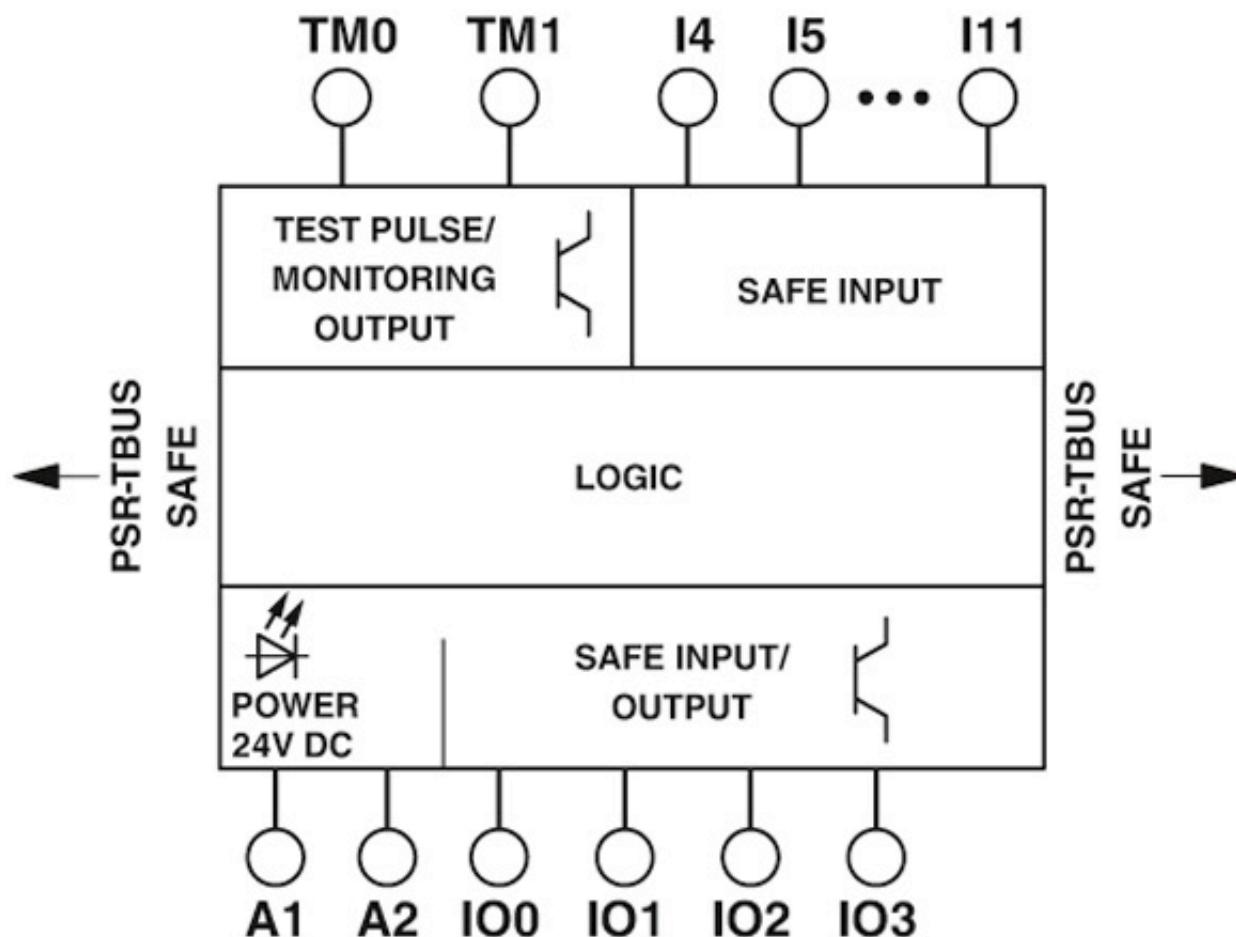 TM0 TM1 I4 I5 ••• I11
TEST PULSE/
MONITORING
OUTPUT
SAFE INPUT
PSR-TBUS
SAFE
LOGIC
PSR-TBUS
SAFE
POWER
24V DC
SAFE INPUT/
OUTPUT
A1 A2 IO0 IO1 IO2 IO3